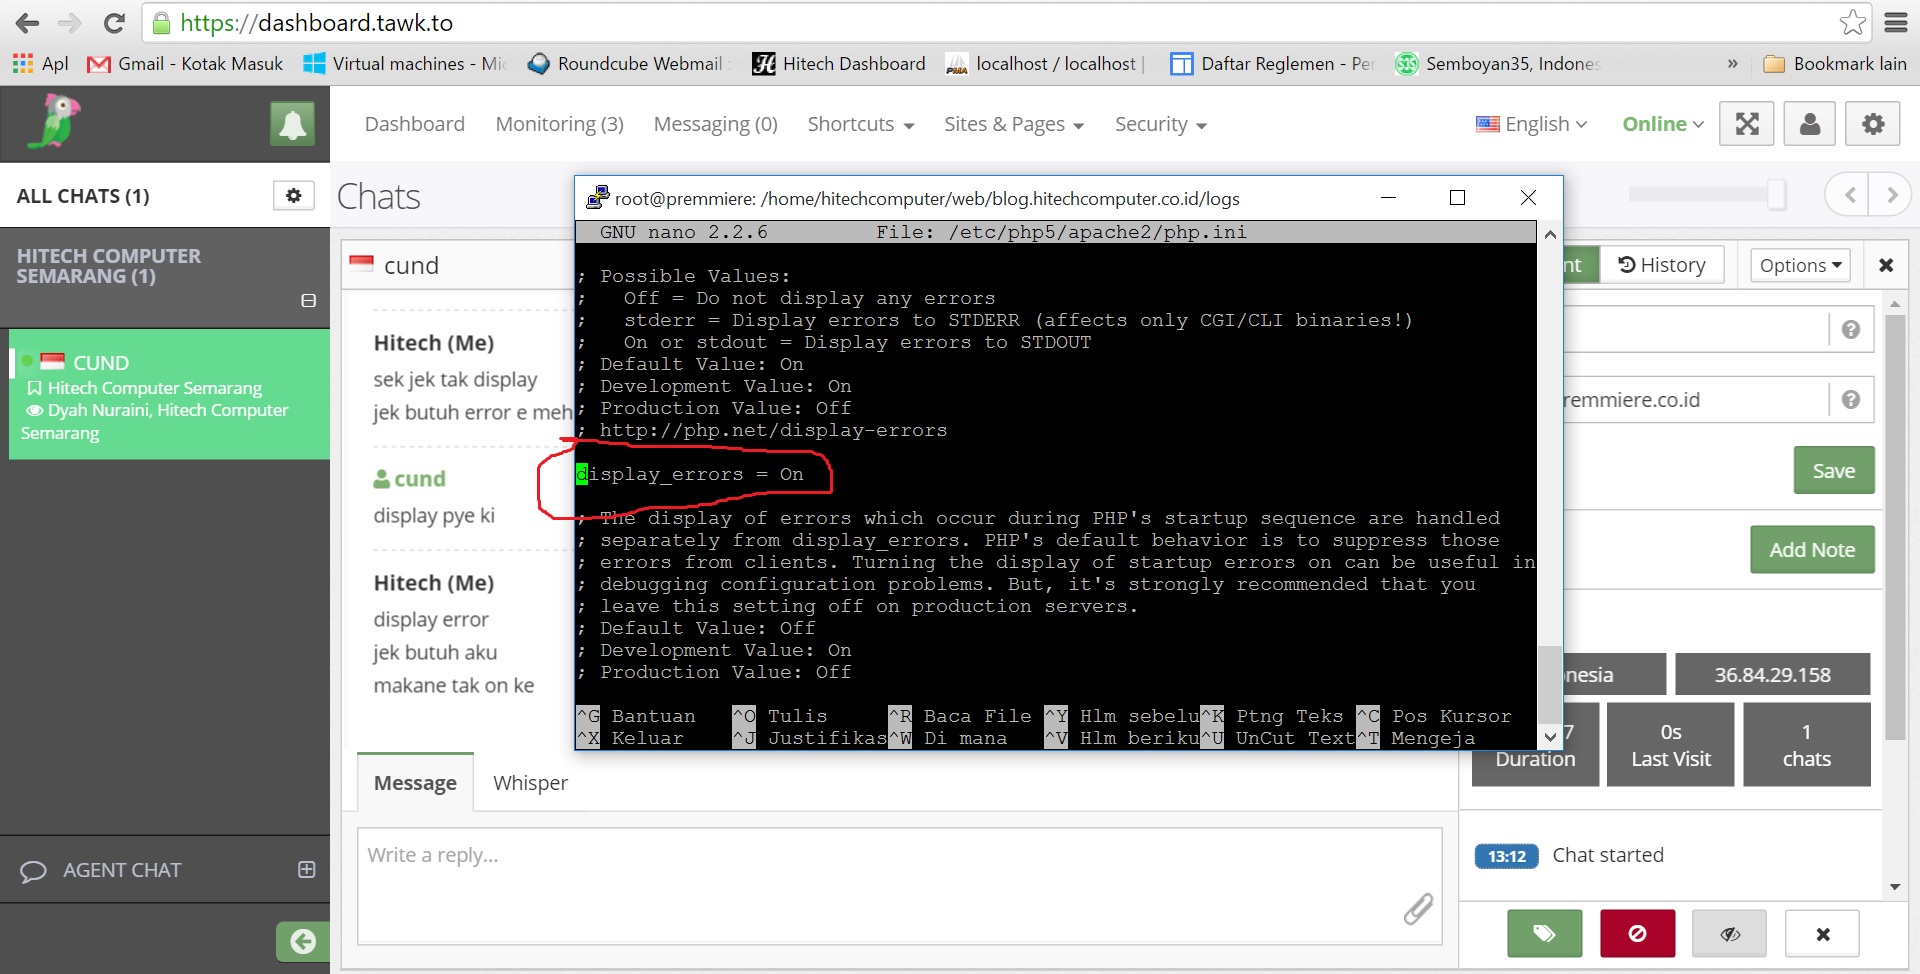 https://dashboard.tawk.to
Apl
Gmail - Kotak Masuk
Virtual machines - Mic
Roundcube Webmail :
Hitech Dashboard
localhost / localhost |
Daftar Reglemen - Per
Semboyan35, Indones
»
Bookmark lain
Dashboard
Monitoring (3)
Messaging (0)
Shortcuts
Sites & Pages
Security
English
Online
ALL CHATS (1)
Chats
HITECH COMPUTER
SEMARANG (1)
CUND
Hitech Computer Semarang
Dyah Nuraini, Hitech Computer
Semarang
AGENT CHAT
cund
Hitech (Me)
sek jek tak display
jek butuh error e meh
cund
display pye ki
Hitech (Me)
display error
jek butuh aku
makane tak on ke
root@premmiere: /home/hitechcomputer/web/blog.hitechcomputer.co.id/logs
GNU nano 2.2.6 File: /etc/php5/apache2/php.ini
; Possible Values:
;   Off = Do not display any errors
;   stderr = Display errors to STDERR (affects only CGI/CLI binaries!)
;   On or stdout = Display errors to STDOUT
; Default Value: On
; Development Value: On
; Production Value: Off
; http://php.net/display-errors
display_errors = On
; The display of errors which occur during PHP's startup sequence are handled
; separately from display_errors. PHP's default behavior is to suppress those
; errors from clients. Turning the display of startup errors on can be useful in
; debugging configuration problems. But, it's strongly recommended that you
; leave this setting off on production servers.
; Default Value: Off
; Development Value: On
; Production Value: Off
^G Bantuan ^O Tulis ^R Baca File ^Y Hlm sebelu^K Ptng Teks ^C Pos Kursor
^X Keluar ^J Justifikas^W Di mana ^V Hlm beriku^U UnCut Text^T Mengeja
nt
History
Options
remmiere.co.id
Save
Add Note
nesia
36.84.29.158
7
Duration
0s
Last Visit
1
chats
13:12
Chat started
Message
Whisper
Write a reply...